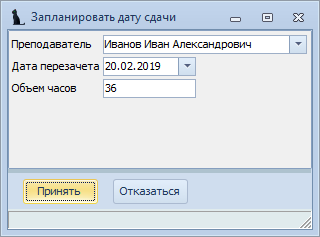 Запланировать дату сдачи
Преподаватель Иванов Иван Александрович
Дата перезачета 20.02.2019
Объем часов 36
Принять Отказаться